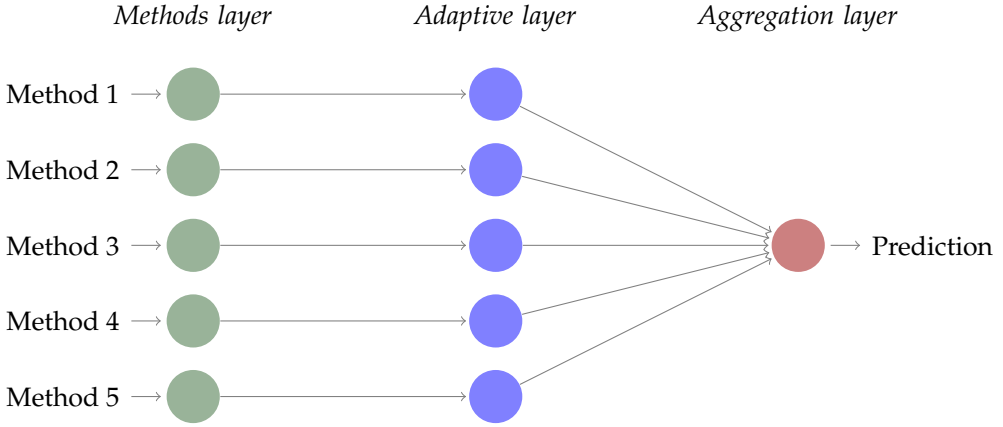 Methods layer
Adaptive layer
Aggregation layer
Method 1
Method 2
Method 3
Method 4
Method 5
Prediction